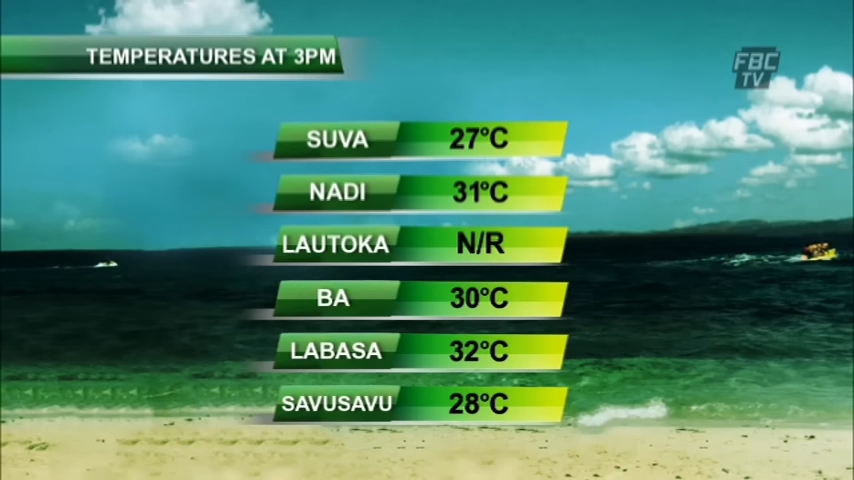 TEMPERATURES AT 3PM
FBC
TV
SUVA 27°C
NADI 31°C
LAUTOKA N/R
BA 30°C
LABASA 32°C
SAVUSAVU 28°C